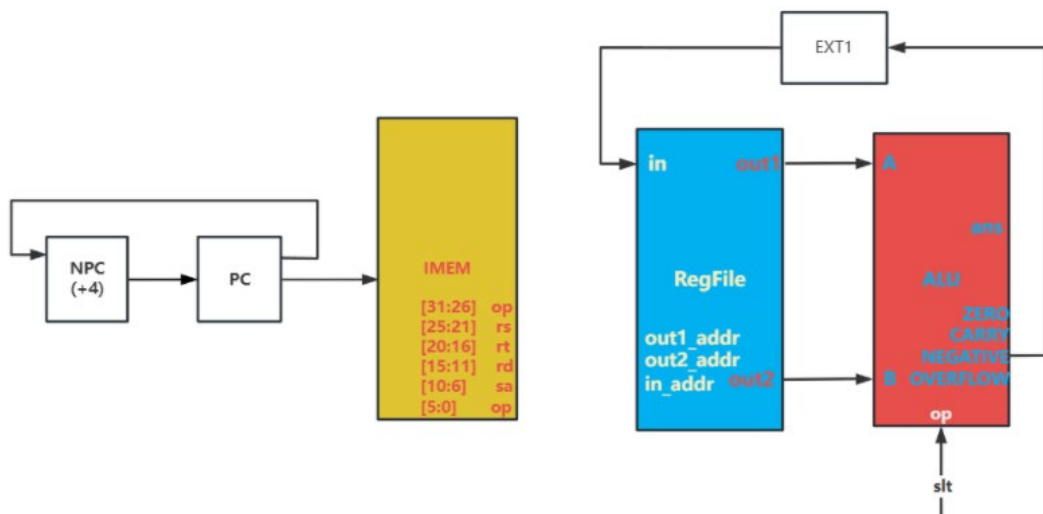 EXT1
NPC
(+4)
PC
IMEM
[31:26] op
[25:21] rs
[20:16] rt
[15:11] rd
[10:6] sa
[5:0] op
in
out1
RegFile
out1_addr
out2_addr
in_addr
out2
A
ans
ALU
ZERO
CARRY
NEGATIVE
B
OVERFLOW
op
slt